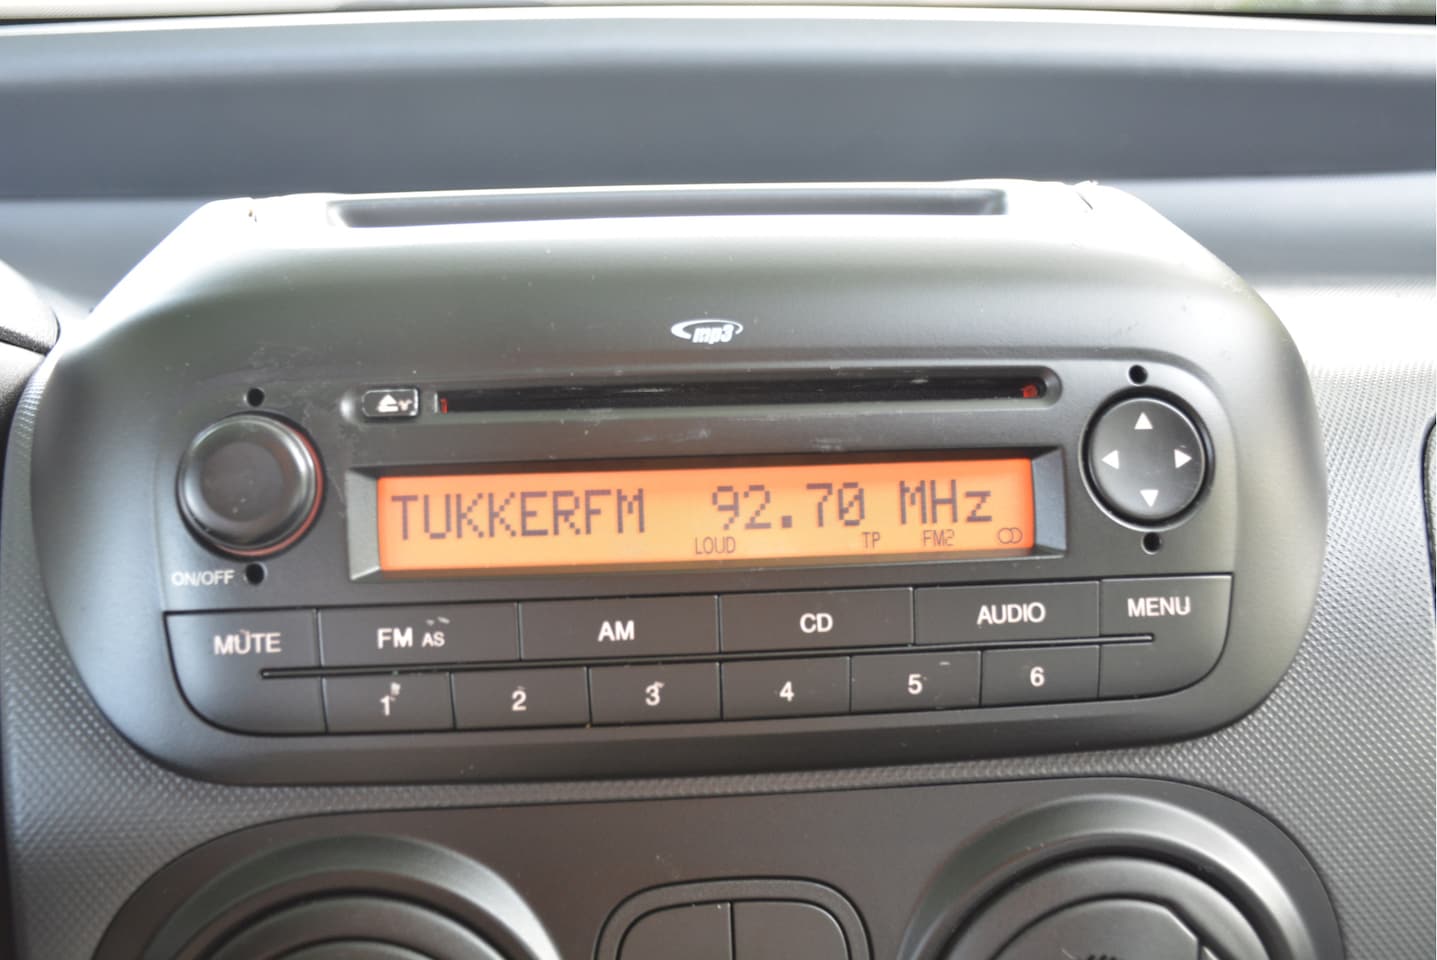 mp3
TUKKERFM 92.70 MHz
LOUD TP FM2
ON/OFF
MUTE FM AS AM CD AUDIO MENU
1 2 3 4 5 6